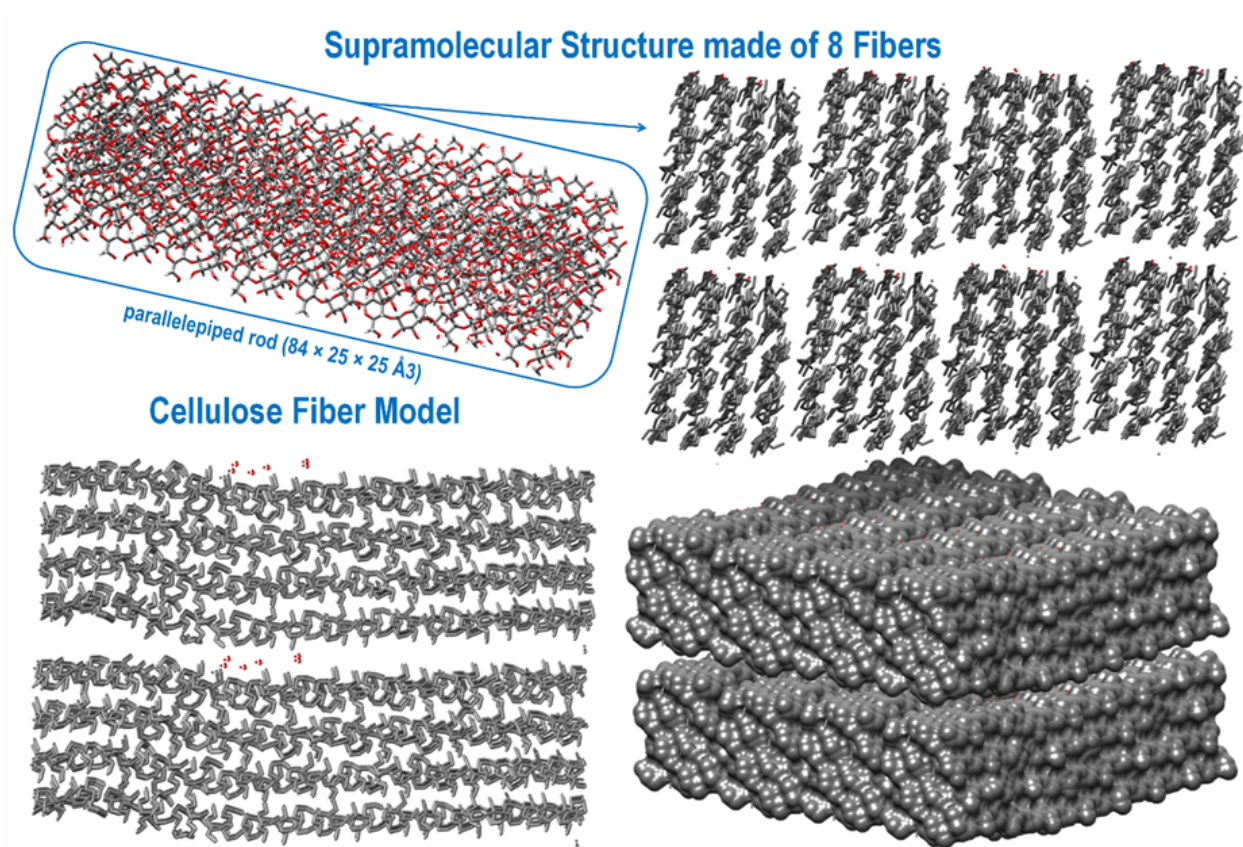 Supramolecular Structure made of 8 Fibers
parallelepiped rod (84 × 25 × 25 Å3)
Cellulose Fiber Model